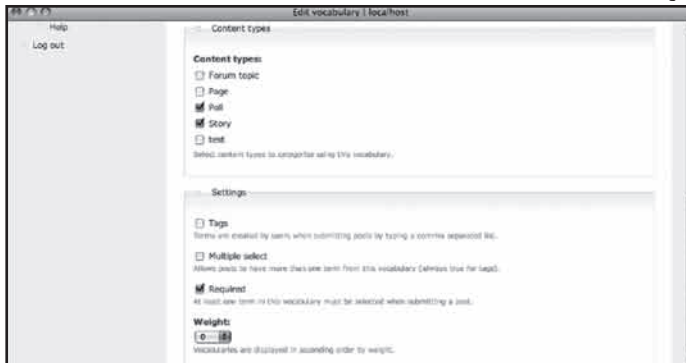 Edit vocabulary | localhost
Help
Log out
Content types
Content types:
Forum topic
Page
Poll
Story
test
Select content types to categorize using this vocabulary.
Settings
Tags
Terms are created by users when submitting posts by typing a comma separated list.
Multiple select
Allows posts to have more than one term from this vocabulary (always true for tags).
Required
At least one term in this vocabulary must be selected when submitting a post.
Weight:
0
Vocabularies are displayed in ascending order by weight.